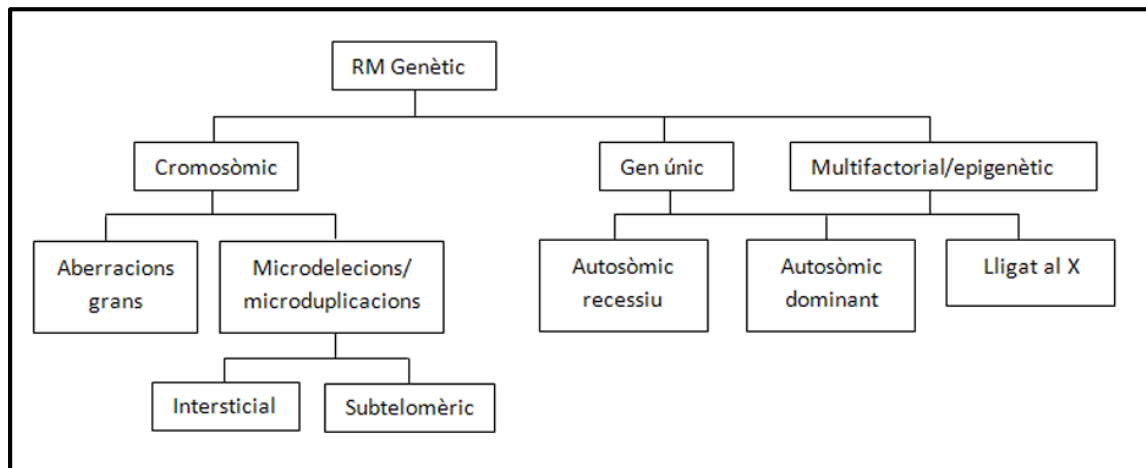 RM Genètic
Cromosòmic
Gen únic
Multifactorial/epigenètic
Aberracions
grans
Microdelecions/
microduplicacions
Autosòmic
recessiu
Autosòmic
dominant
Lligat al X
Intersticial
Subtelomèric